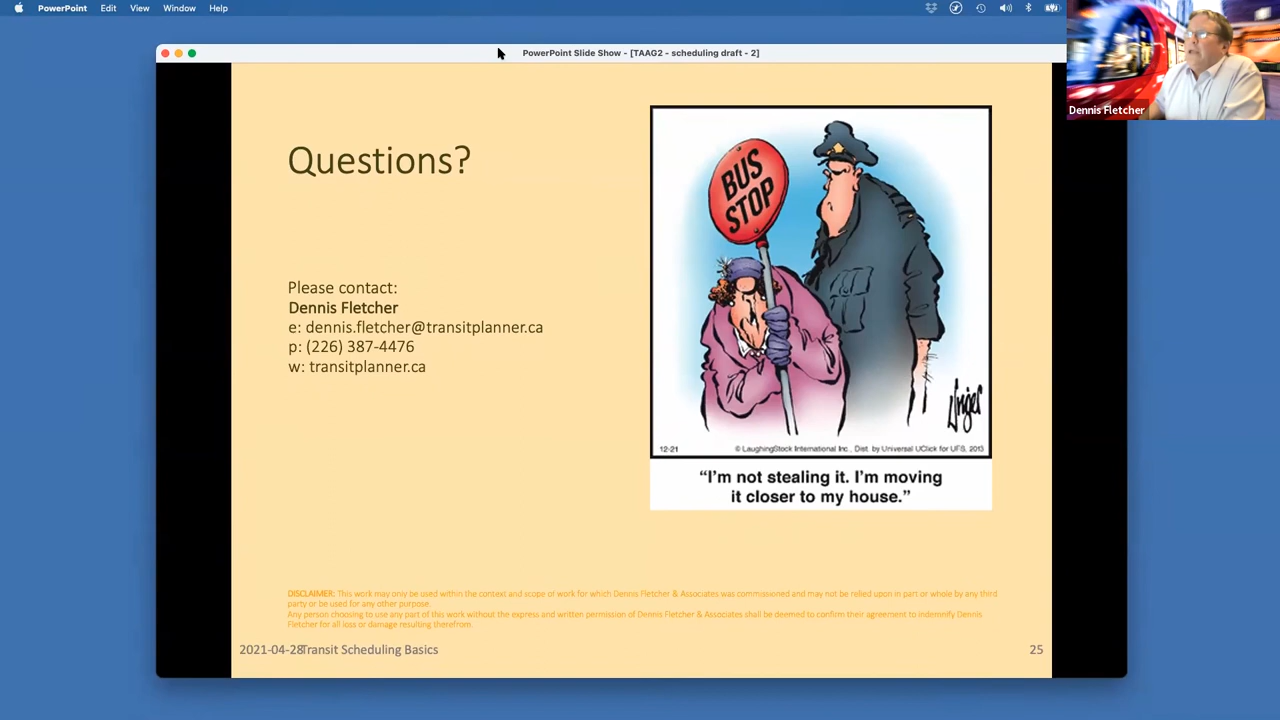 PowerPoint Edit View Window Help
PowerPoint Slide Show - [TAAG2 - scheduling draft - 2]
Dennis Fletcher
Questions?
Please contact:
Dennis Fletcher
e: dennis.fletcher@transitplanner.ca
p: (226) 387-4476
w: transitplanner.ca
BUS
STOP
Unger
12-21 © LaughingStock International Inc., Dist. by Universal UClick for UFS, 2013
“I’m not stealing it. I’m moving
it closer to my house.”
DISCLAIMER: This work may only be used within the context and scope of work for which Dennis Fletcher & Associates was commissioned and may not be relied upon in part or whole by any third
party or be used for any other purpose.
Any person choosing to use any part of this work without the express and written permission of Dennis Fletcher & Associates shall be deemed to confirm their agreement to indemnify Dennis
Fletcher for all loss or damage resulting therefrom.
2021-04-28Transit Scheduling Basics 25